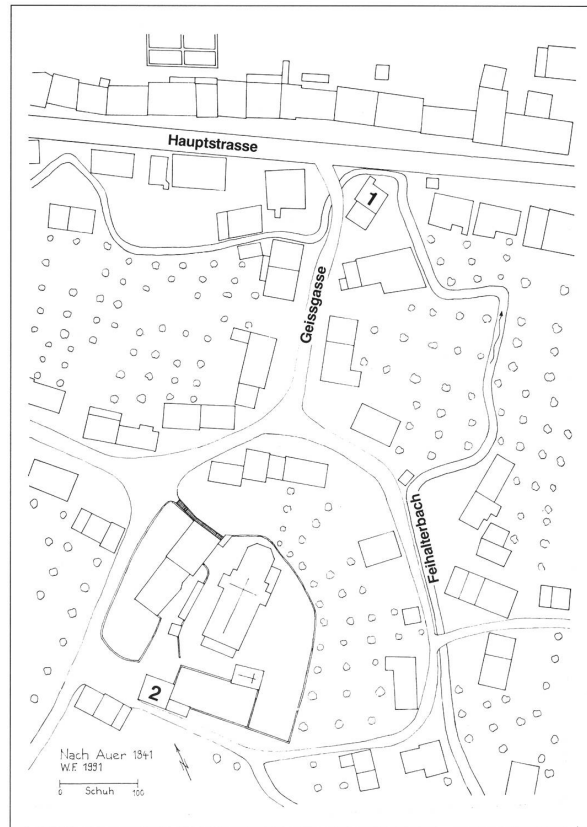 Hauptstrasse
1
Geissgasse
Feihalterbach
2
Nach Auer 1841
W.F. 1991
0 Schuh 100